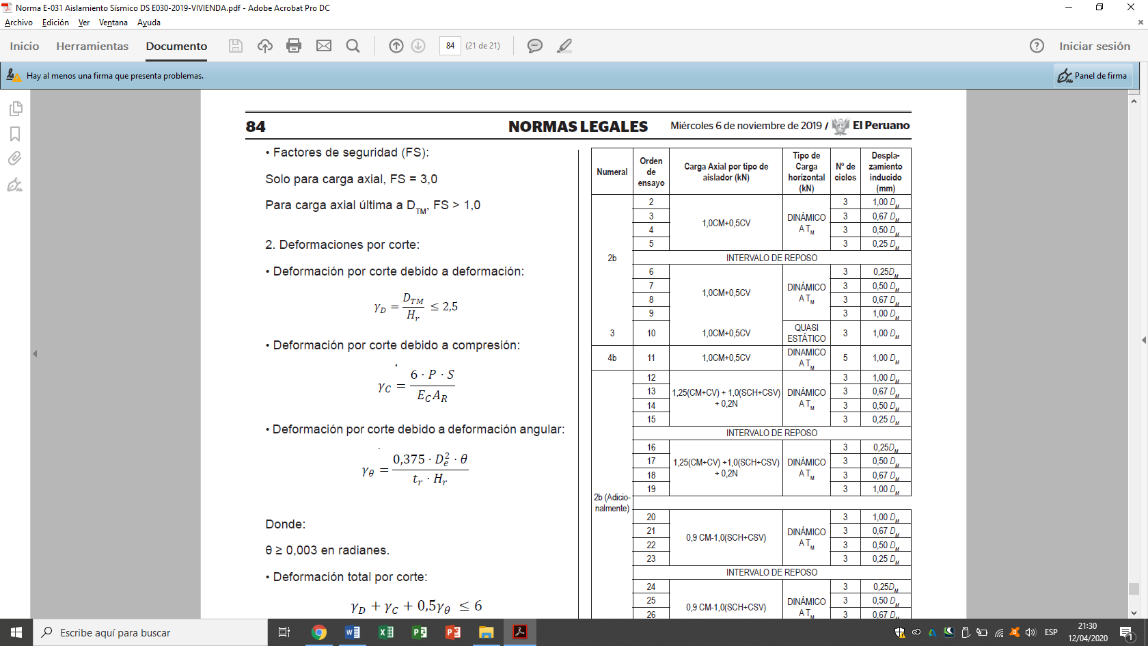 Norma E-031 Aislamiento Sísmico DS E030-2019-VIVIENDA.pdf - Adobe Acrobat Pro DC
Archivo Edición Ver Ventana Ayuda
Inicio Herramientas Documento 84 (21 de 21) Iniciar sesión
Hay al menos una firma que presenta problemas. Panel de firma
84 NORMAS LEGALES Miércoles 6 de noviembre de 2019 / El Peruano
• Factores de seguridad (FS):
Solo para carga axial, FS = 3,0
Para carga axial última a D_TM, FS > 1,0
2. Deformaciones por corte:
• Deformación por corte debido a deformación:
γ_D = D_TM / H_r ≤ 2,5
• Deformación por corte debido a compresión:
γ_C = 6 · P · S / E_C A_R
• Deformación por corte debido a deformación angular:
γ_θ = 0,375 · D_e^2 · θ / t_r · H_r
Donde:
θ ≥ 0,003 en radianes.
• Deformación total por corte:
γ_D + γ_C + 0,5γ_θ ≤ 6
Numeral Orden de ensayo Carga Axial por tipo de aislador (kN) Tipo de Carga horizontal (kN) Nº de ciclos Despla-zamiento inducido (mm)
2b
2 3 1,00 D_M
3 3 0,67 D_M
1,0CM+0,5CV DINÁMICO A T_M
4 3 0,50 D_M
5 3 0,25 D_M
INTERVALO DE REPOSO
6 3 0,25D_M
7 3 0,50 D_M
1,0CM+0,5CV DINÁMICO A T_M
8 3 0,67 D_M
9 3 1,00 D_M
3 10 1,0CM+0,5CV QUASI ESTÁTICO 3 1,00 D_M
4b 11 1,0CM+0,5CV DINAMICO A T_M 5 1,00 D_M
2b (Adicio-nalmente)
12 3 1,00 D_M
13 3 0,67 D_M
1,25(CM+CV) + 1,0(SCH+CSV) + 0,2N DINÁMICO A T_M
14 3 0,50 D_M
15 3 0,25 D_M
INTERVALO DE REPOSO
16 3 0,25D_M
17 3 0,50 D_M
1,25(CM+CV) +1,0(SCH+CSV) + 0,2N DINÁMICO A T_M
18 3 0,67 D_M
19 3 1,00 D_M
20 3 1,00 D_M
21 3 0,67 D_M
0,9 CM-1,0(SCH+CSV) DINÁMICO A T_M
22 3 0,50 D_M
23 3 0,25 D_M
INTERVALO DE REPOSO
24 3 0,25D_M
25 3 0,50 D_M
0,9 CM-1,0(SCH+CSV) DINÁMICO A T_M
26 3 0,67 D_M
Escribe aquí para buscar
ESP
21:30
12/04/2020